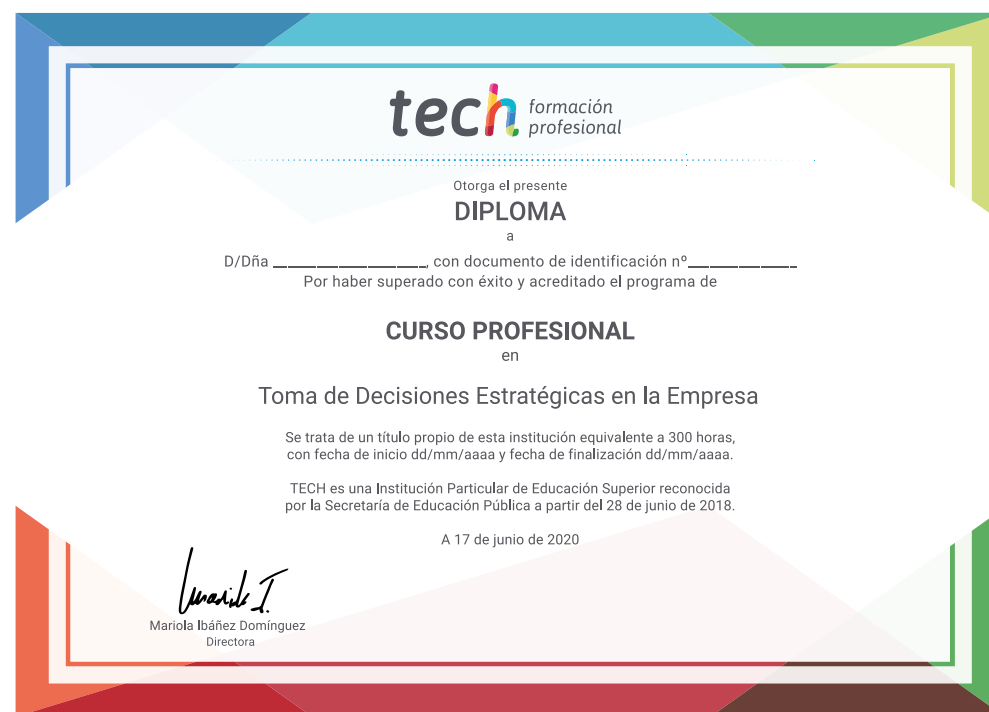 tech formación
profesional
Otorga el presente
DIPLOMA
a
D/Dña ____________________, con documento de identificación nº______________
Por haber superado con éxito y acreditado el programa de
CURSO PROFESIONAL
en
Toma de Decisiones Estratégicas en la Empresa
Se trata de un título propio de esta institución equivalente a 300 horas,
con fecha de inicio dd/mm/aaaa y fecha de finalización dd/mm/aaaa.
TECH es una Institución Particular de Educación Superior reconocida
por la Secretaría de Educación Pública a partir del 28 de junio de 2018.
A 17 de junio de 2020
Mariola Ibáñez Domínguez
Directora